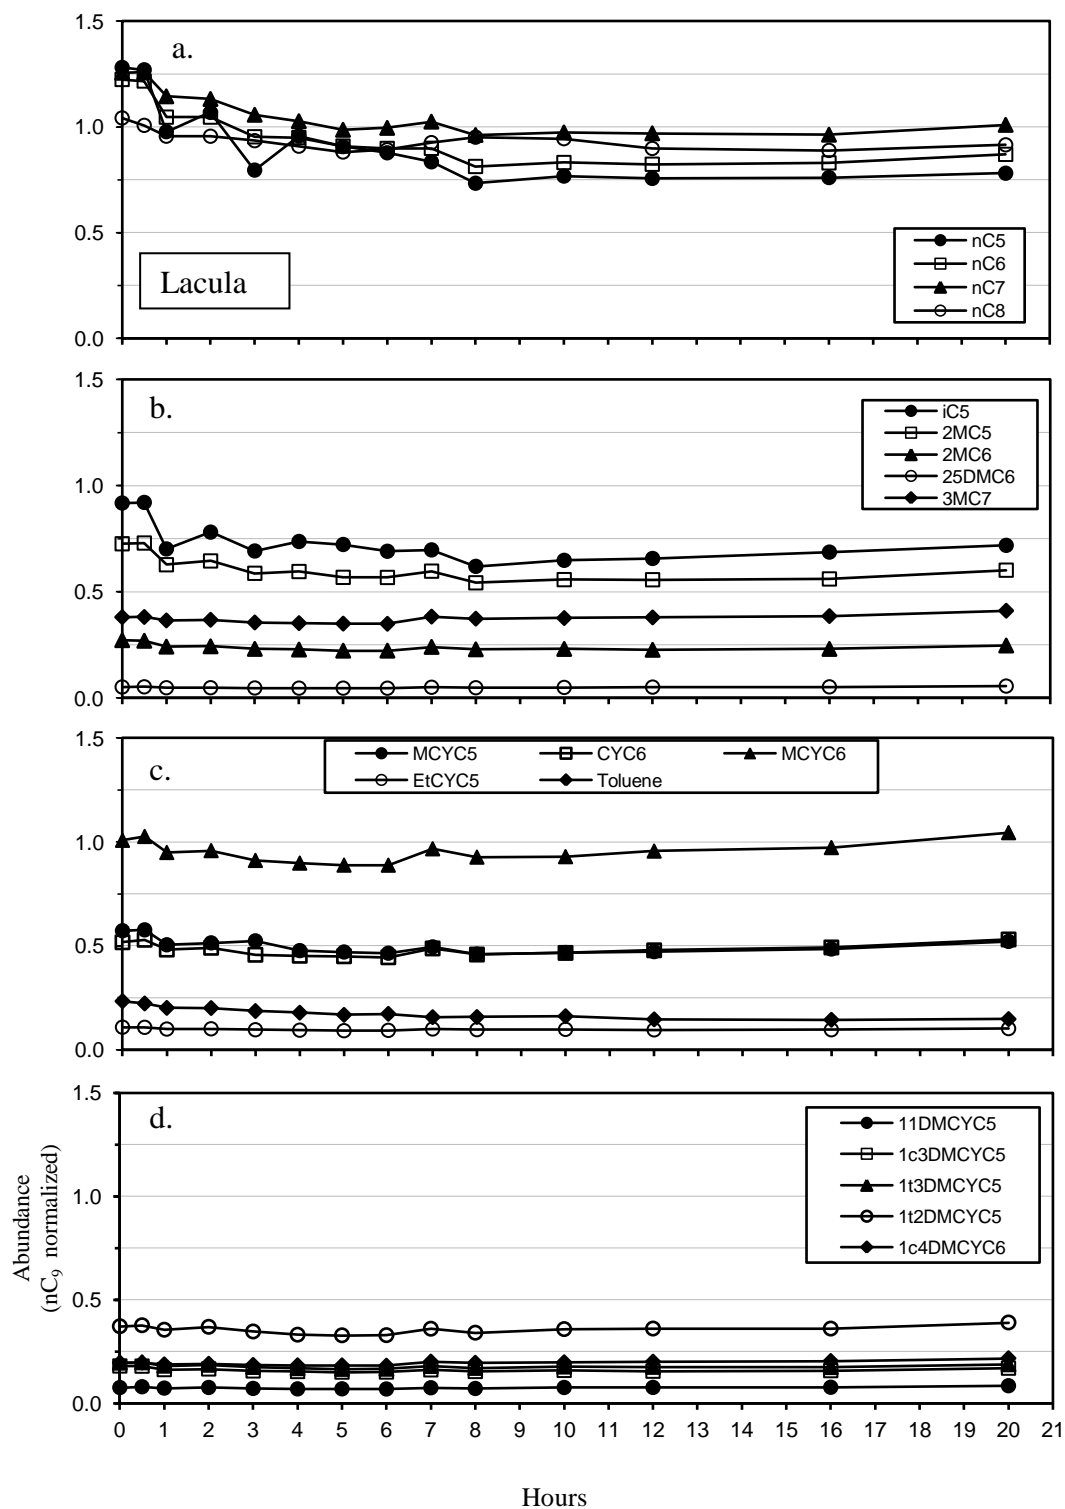 1.5
a.
1.0
0.5
Lacula
0.0
nC5
nC6
nC7
nC8
1.5
b.
1.0
0.5
0.0
iC5
2MC5
2MC6
25DMC6
3MC7
1.5
c.
MCYC5 CYC6 MCYC6
EtCYC5 Toluene
1.0
0.5
0.0
1.5
d.
1.0
0.5
0.0
11DMCYC5
1c3DMCYC5
1t3DMCYC5
1t2DMCYC5
1c4DMCYC6
Abundance
(nC9 normalized)
0 1 2 3 4 5 6 7 8 9 10 11 12 13 14 15 16 17 18 19 20 21
Hours